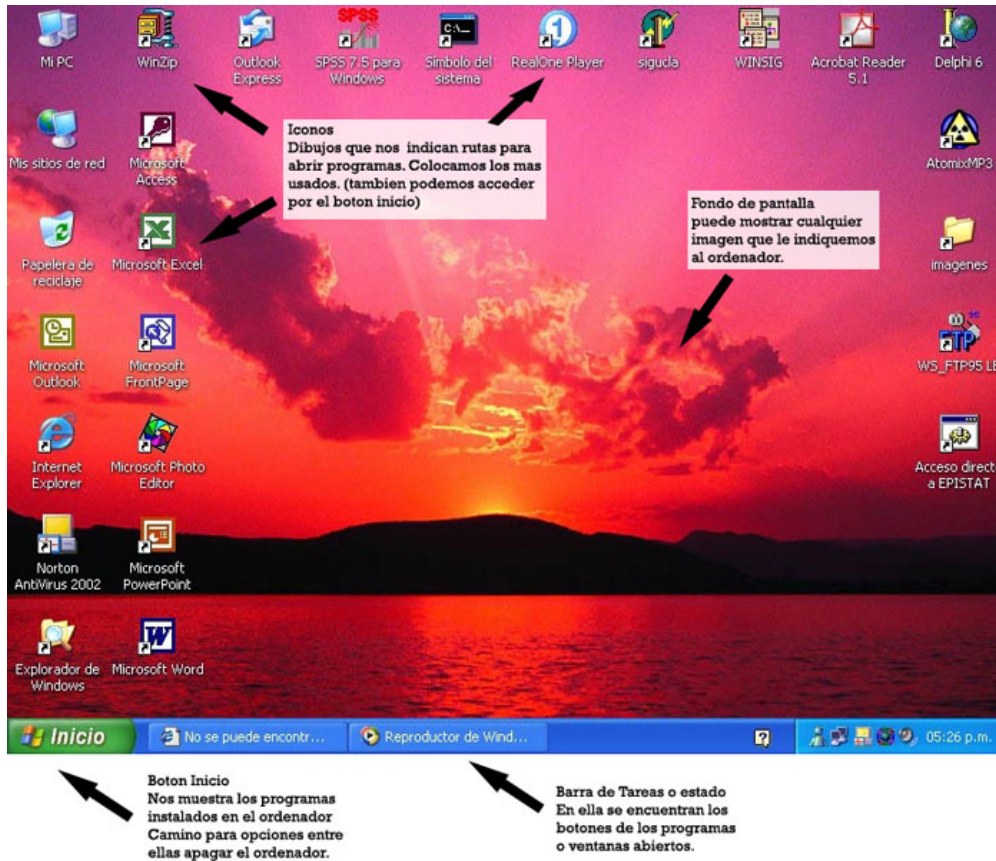 Mi PC
WinZip
Outlook
Express
SPSS
SPSS 7.5 para
Windows
C:\_
Símbolo del
sistema
RealOne Player
sigucla
WINSIG
Acrobat Reader
5.1
Delphi 6
Iconos
Dibujos que nos indican rutas para
abrir programas. Colocamos los mas
usados. (tambien podemos acceder
por el boton inicio)
Mis sitios de red
Microsoft
Access
AtomixMP3
Fondo de pantalla
puede mostrar cualquier
imagen que le indiquemos
al ordenador.
Papelera de
reciclaje
Microsoft Excel
imagenes
Microsoft
Outlook
Microsoft
FrontPage
95
FTP
WS_FTP95 LE
Internet
Explorer
Microsoft Photo
Editor
Acceso direct
a EPISTAT
Norton
AntiVirus 2002
Microsoft
PowerPoint
Explorador de
Windows
W
Microsoft Word
Inicio
No se puede encontr...
Reproductor de Wind...
?
05:26 p.m.
Boton Inicio
Nos muestra los programas
instalados en el ordenador
Camino para opciones entre
ellas apagar el ordenador.
Barra de Tareas o estado
En ella se encuentran los
botones de los programas
o ventanas abiertos.